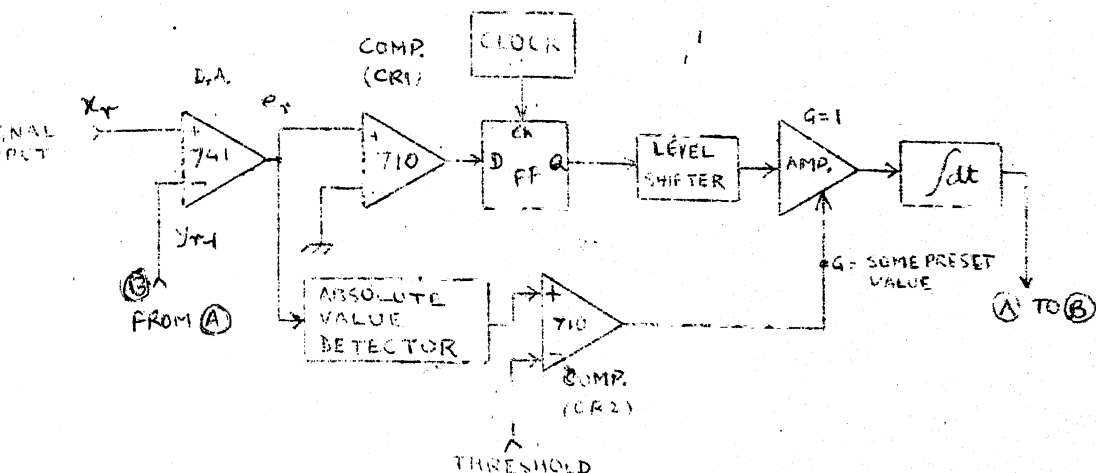 CLOCK
COMP.
(CR1)
D.A.
xr
er
G=1
NAL
+
741
-
+
710
-
D
CK
FF
Q
LEVEL
SHIFTER
AMP.
∫dt
yr-1
B
FROM A
ABSOLUTE
VALUE
DETECTOR
+
710
-
COMP.
(CR2)
G = SOME PRESET
VALUE
A TO B
THRESHOLD